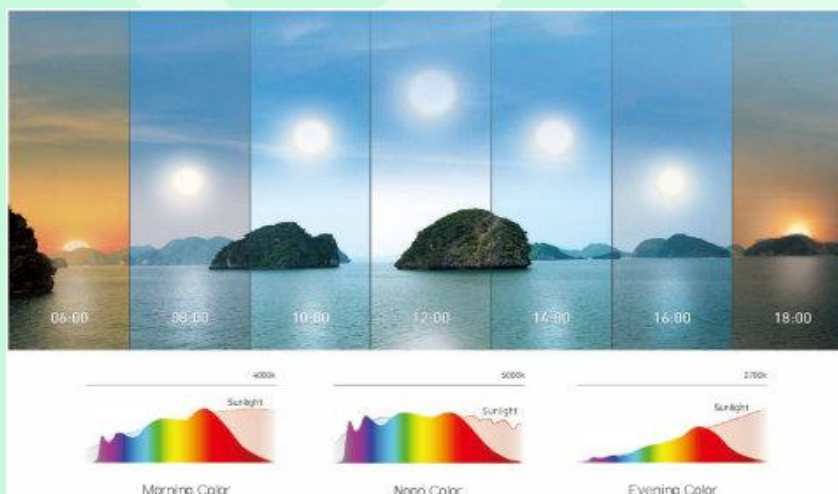 06:00
08:00
10:00
12:00
14:00
16:00
18:00
4000k
5000k
2700k
Sunlight
Sunlight
Sunlight
Morning Color
Noon Color
Evening Color